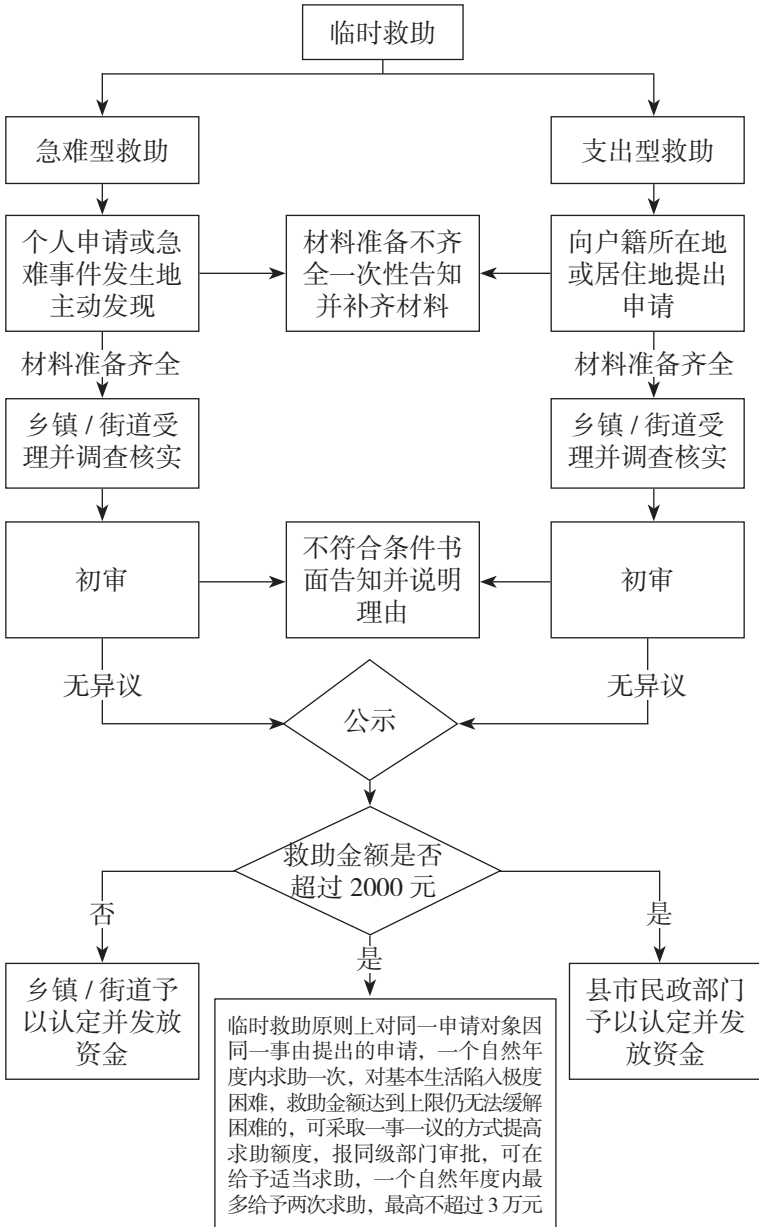 临时救助
急难型救助
支出型救助
个人申请或急
难事件发生地
主动发现
材料准备不齐
全一次性告知
并补齐材料
向户籍所在地
或居住地提出
申请
材料准备齐全
材料准备齐全
乡镇 / 街道受
理并调查核实
乡镇 / 街道受
理并调查核实
初审
不符合条件书
面告知并说明
理由
初审
无异议
无异议
公示
救助金额是否
超过 2000 元
否
是
是
乡镇 / 街道予
以认定并发放
资金
临时救助原则上对同一申请对象因
同一事由提出的申请，一个自然年
度内求助一次，对基本生活陷入极度
困难，救助金额达到上限仍无法缓解
困难的，可采取一事一议的方式提高
求助额度，报同级部门审批，可在
给予适当求助，一个自然年度内最
多给予两次求助，最高不超过 3 万元
县市民政部门
予以认定并发
放资金